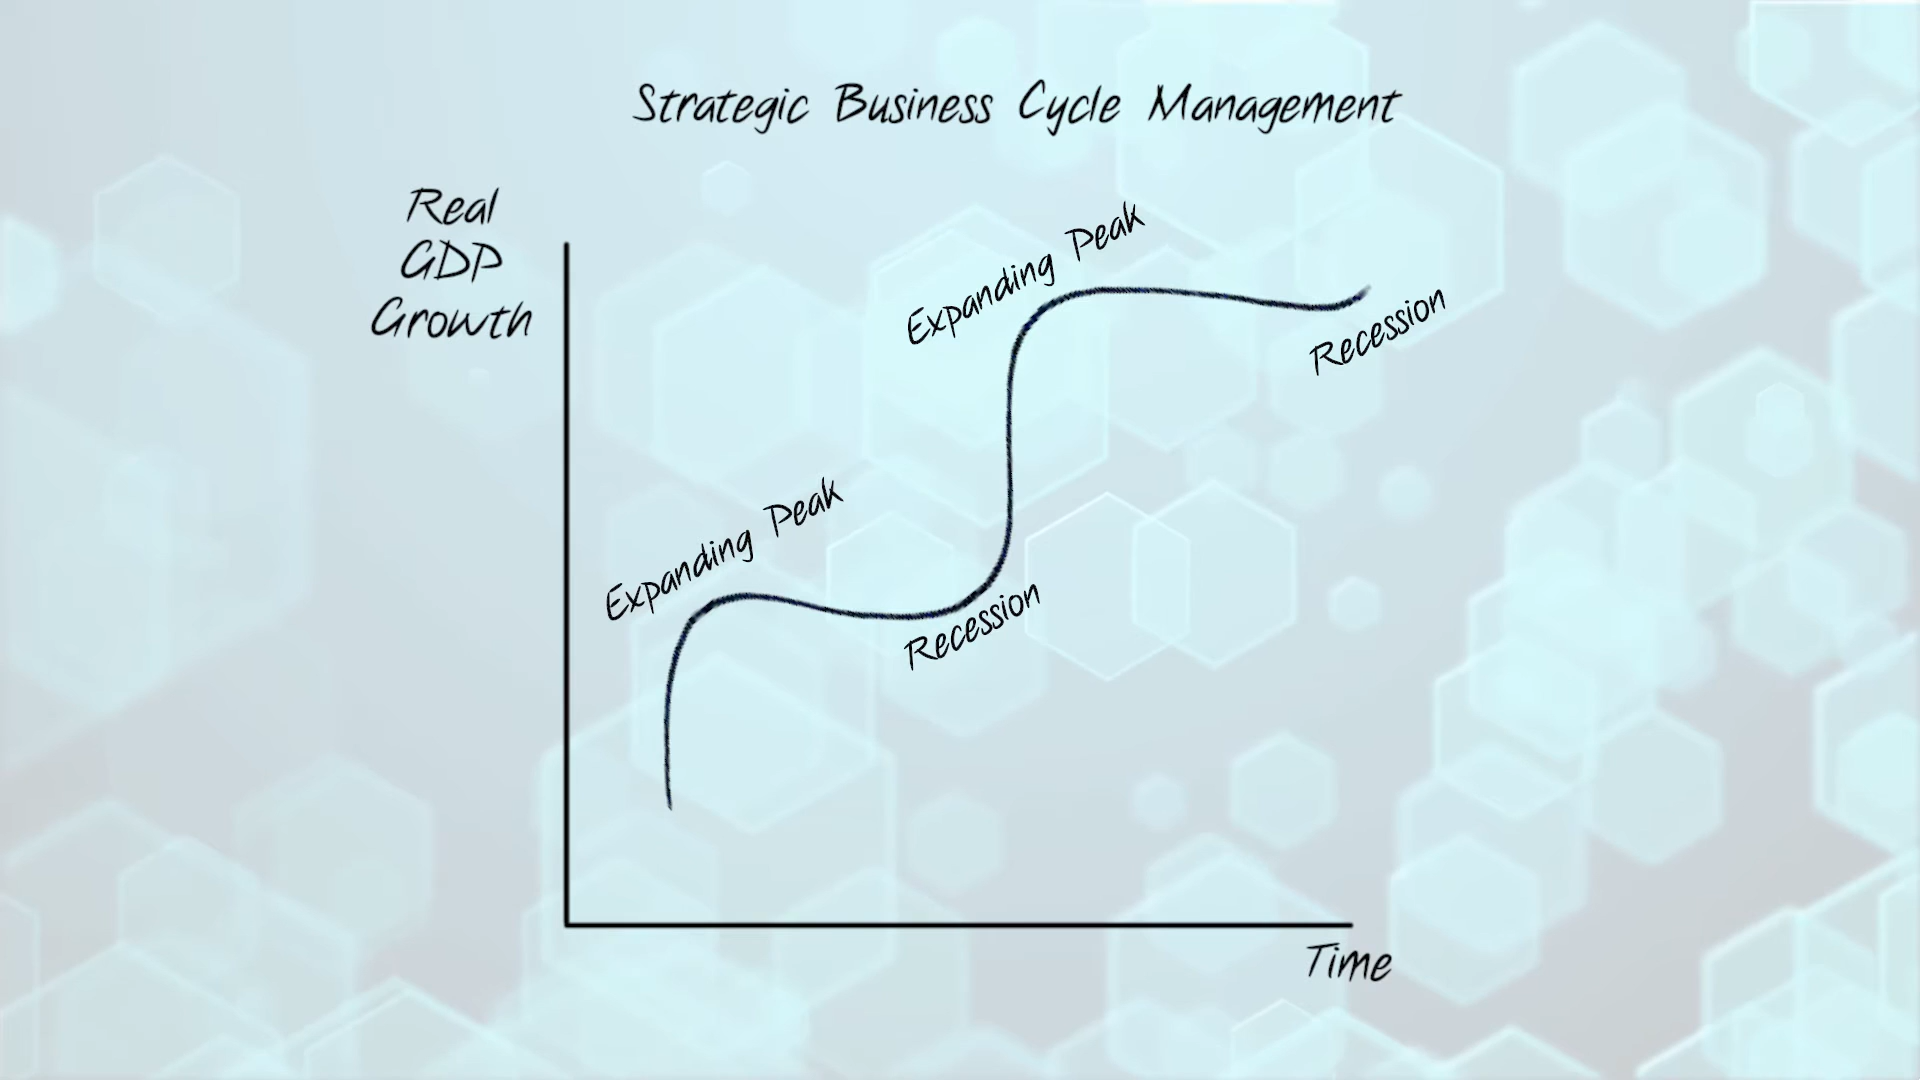 Strategic Business Cycle Management
Real
GDP
Growth
Expanding Peak
Recession
Expanding Peak
Recession
Time